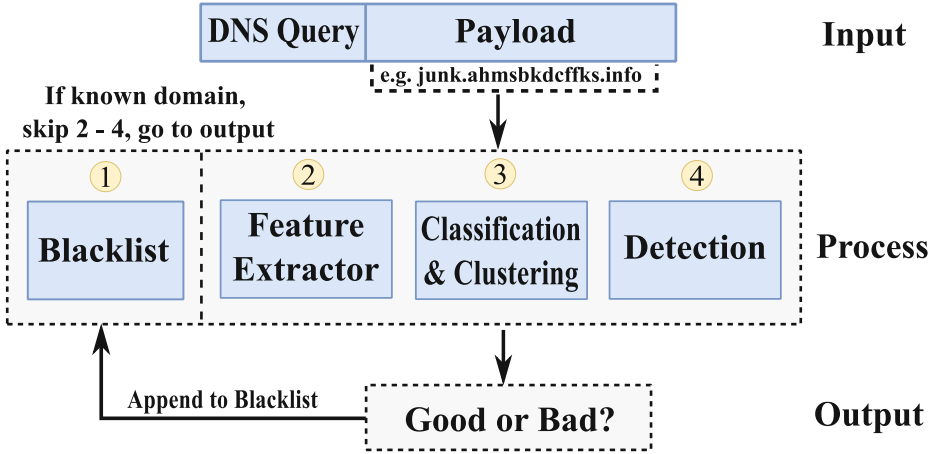 DNS Query Payload Input
e.g. junk.ahmsbkdcffks.info
If known domain,
skip 2 - 4, go to output
1 2 3 4
Blacklist
Feature
Extractor
Classification
& Clustering
Detection
Process
Append to Blacklist
Good or Bad?
Output